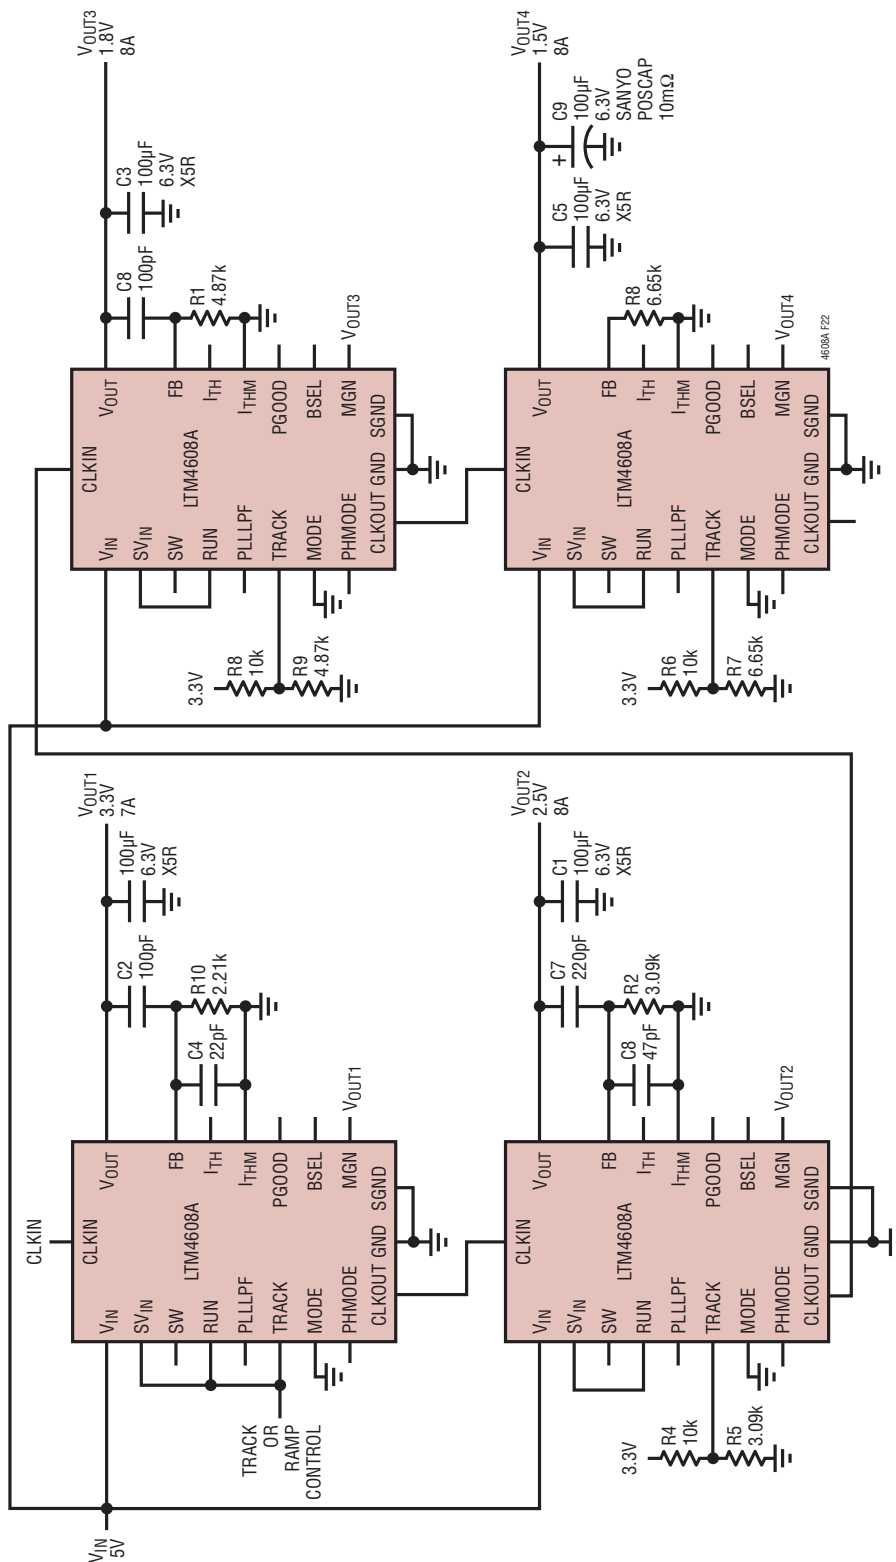 VIN
5V
CLKIN
CLKIN
VIN
SVIN
SW
RUN
PLLLPF
TRACK
MODE
PHMODE
LTM4608A
VOUT
FB
ITH
ITHM
PGOOD
BSEL
MGN
CLKOUT GND SGND
TRACK
OR
RAMP
CONTROL
C4
22pF
C2
100pF
R10
2.21k
100µF
6.3V
X5R
VOUT1
3.3V
7A
VOUT1
3.3V
R8
10k
R9
4.87k
CLKIN
VIN
SVIN
SW
RUN
PLLLPF
TRACK
MODE
PHMODE
LTM4608A
VOUT
FB
ITH
ITHM
PGOOD
BSEL
MGN
CLKOUT GND SGND
C8
100pF
R1
4.87k
C3
100µF
6.3V
X5R
VOUT3
1.8V
8A
VOUT3
3.3V
R4
10k
R5
3.09k
CLKIN
VIN
SVIN
SW
RUN
PLLLPF
TRACK
MODE
PHMODE
LTM4608A
VOUT
FB
ITH
ITHM
PGOOD
BSEL
MGN
CLKOUT GND SGND
C8
47pF
C7
220pF
R2
3.09k
C1
100µF
6.3V
X5R
VOUT2
2.5V
8A
VOUT2
3.3V
R6
10k
R7
6.65k
CLKIN
VIN
SVIN
SW
RUN
PLLLPF
TRACK
MODE
PHMODE
LTM4608A
VOUT
FB
ITH
ITHM
PGOOD
BSEL
MGN
CLKOUT GND SGND
R8
6.65k
C5
100µF
6.3V
X5R
+
C9
100µF
6.3V
SANYO
POSCAP
10mΩ
VOUT4
1.5V
8A
VOUT4
4608A F22